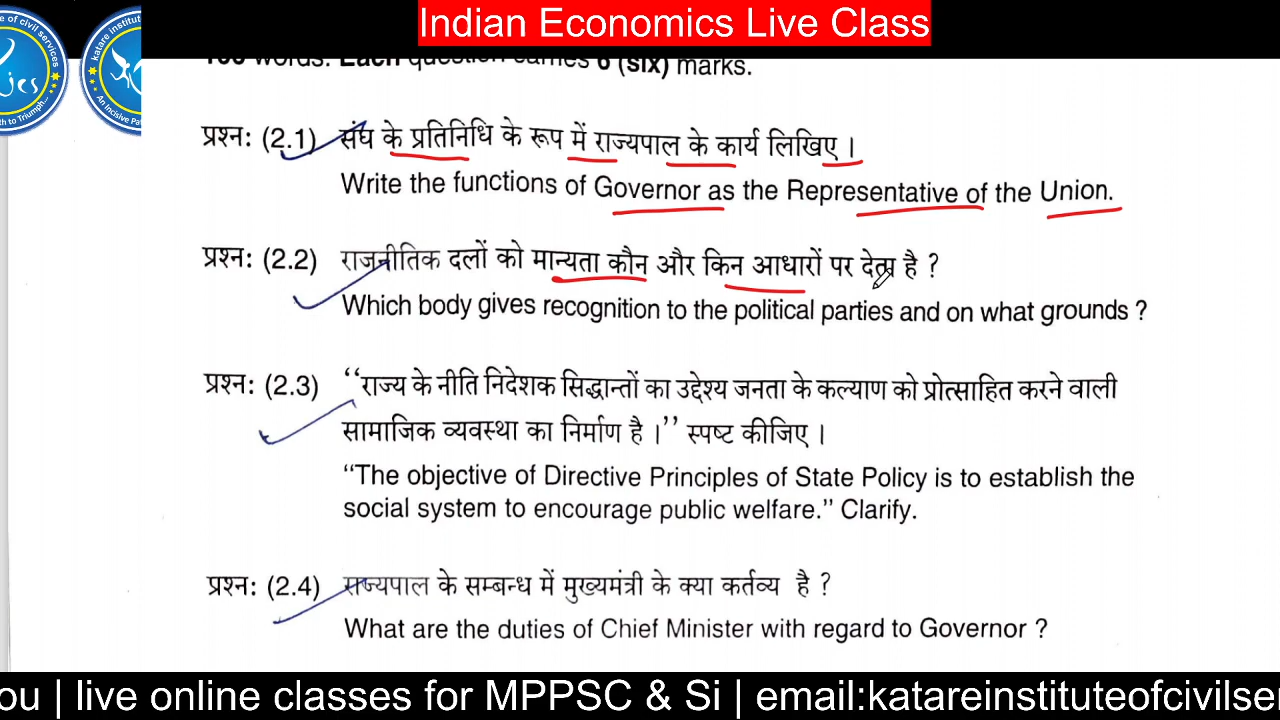 Indian Economics Live Class
words. Each question carries 6 (six) marks.
प्रश्न: (2.1) संघ के प्रतिनिधि के रूप में राज्यपाल के कार्य लिखिए ।
Write the functions of Governor as the Representative of the Union.
प्रश्न: (2.2) राजनीतिक दलों को मान्यता कौन और किन आधारों पर देता है ?
Which body gives recognition to the political parties and on what grounds ?
प्रश्न: (2.3) ‘‘राज्य के नीति निदेशक सिद्धान्तों का उद्देश्य जनता के कल्याण को प्रोत्साहित करने वाली
सामाजिक व्यवस्था का निर्माण है ।’’ स्पष्ट कीजिए ।
“The objective of Directive Principles of State Policy is to establish the
social system to encourage public welfare.” Clarify.
प्रश्न: (2.4) राज्यपाल के सम्बन्ध में मुख्यमंत्री के क्या कर्तव्य है ?
What are the duties of Chief Minister with regard to Governor ?
ou | live online classes for MPPSC & Si | email:katareinstituteofcivilse